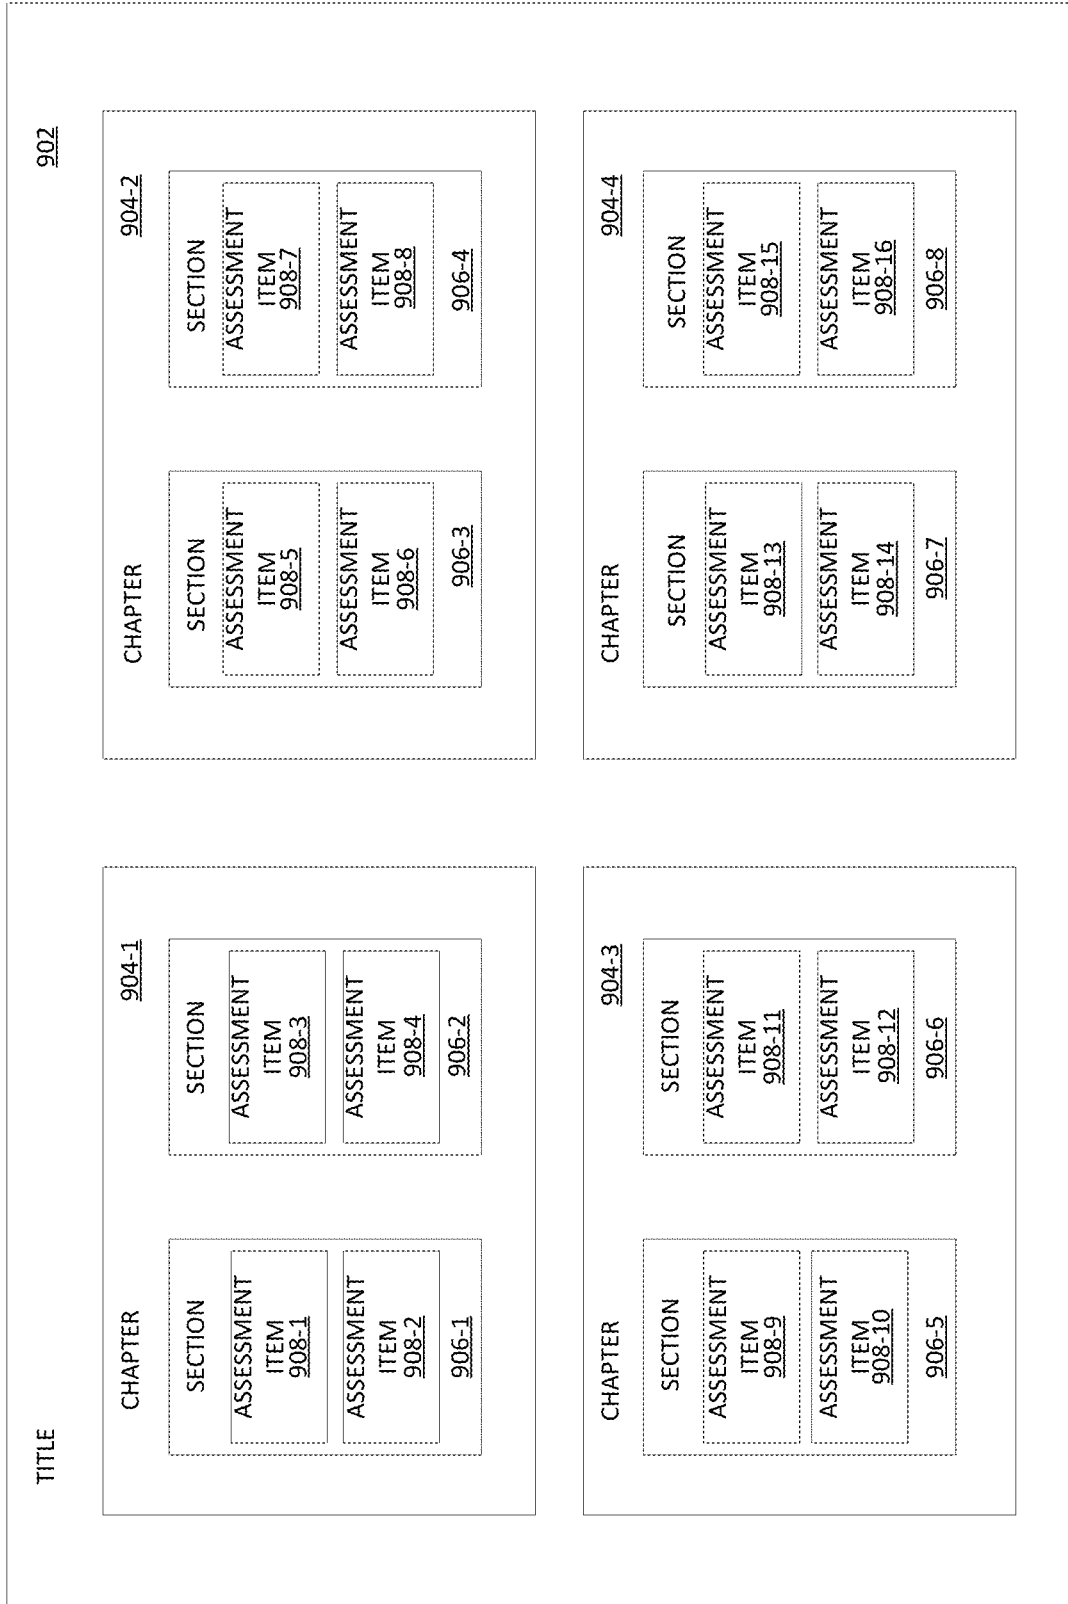 TITLE
902
CHAPTER
904-1
SECTION
ASSESSMENT
ITEM
908-1
ASSESSMENT
ITEM
908-2
906-1
SECTION
ASSESSMENT
ITEM
908-3
ASSESSMENT
ITEM
908-4
906-2
CHAPTER
904-2
SECTION
ASSESSMENT
ITEM
908-5
ASSESSMENT
ITEM
908-6
906-3
SECTION
ASSESSMENT
ITEM
908-7
ASSESSMENT
ITEM
908-8
906-4
CHAPTER
904-3
SECTION
ASSESSMENT
ITEM
908-9
ASSESSMENT
ITEM
908-10
906-5
SECTION
ASSESSMENT
ITEM
908-11
ASSESSMENT
ITEM
908-12
906-6
CHAPTER
904-4
SECTION
ASSESSMENT
ITEM
908-13
ASSESSMENT
ITEM
908-14
906-7
SECTION
ASSESSMENT
ITEM
908-15
ASSESSMENT
ITEM
908-16
906-8